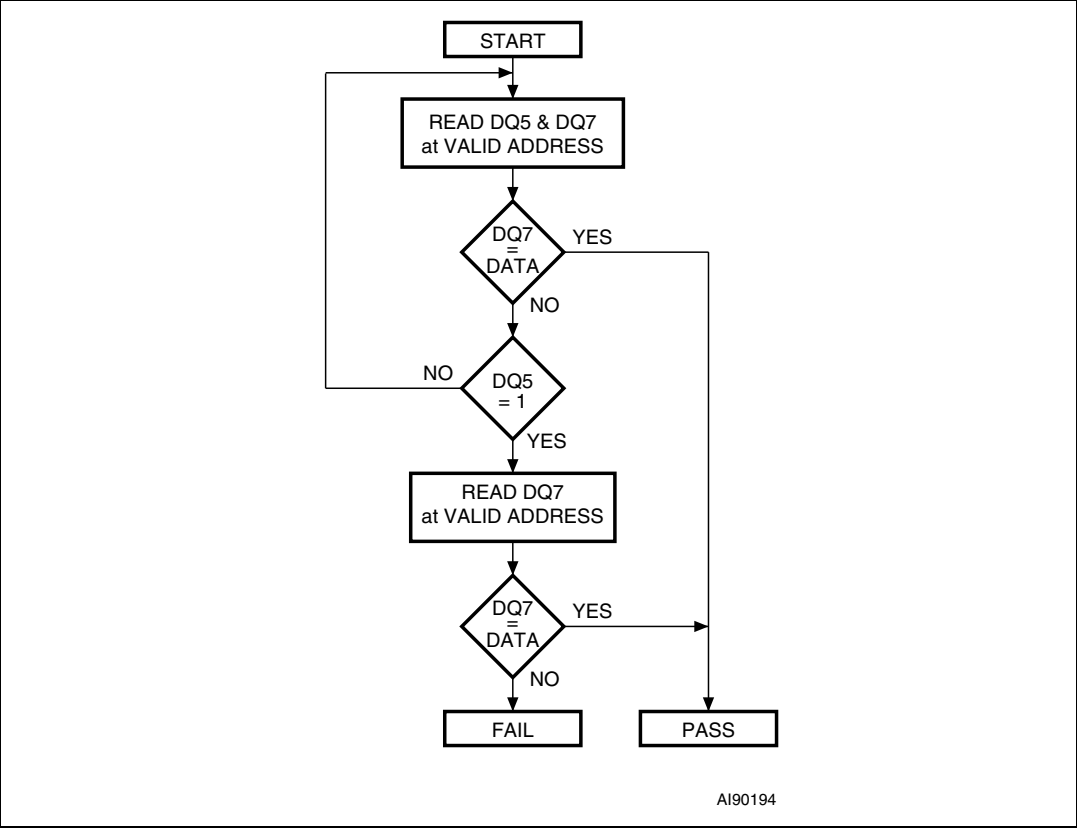 START
READ DQ5 & DQ7
at VALID ADDRESS
DQ7
=
DATA
YES
NO
DQ5
= 1
NO
YES
READ DQ7
at VALID ADDRESS
DQ7
=
DATA
YES
NO
FAIL
PASS
AI90194